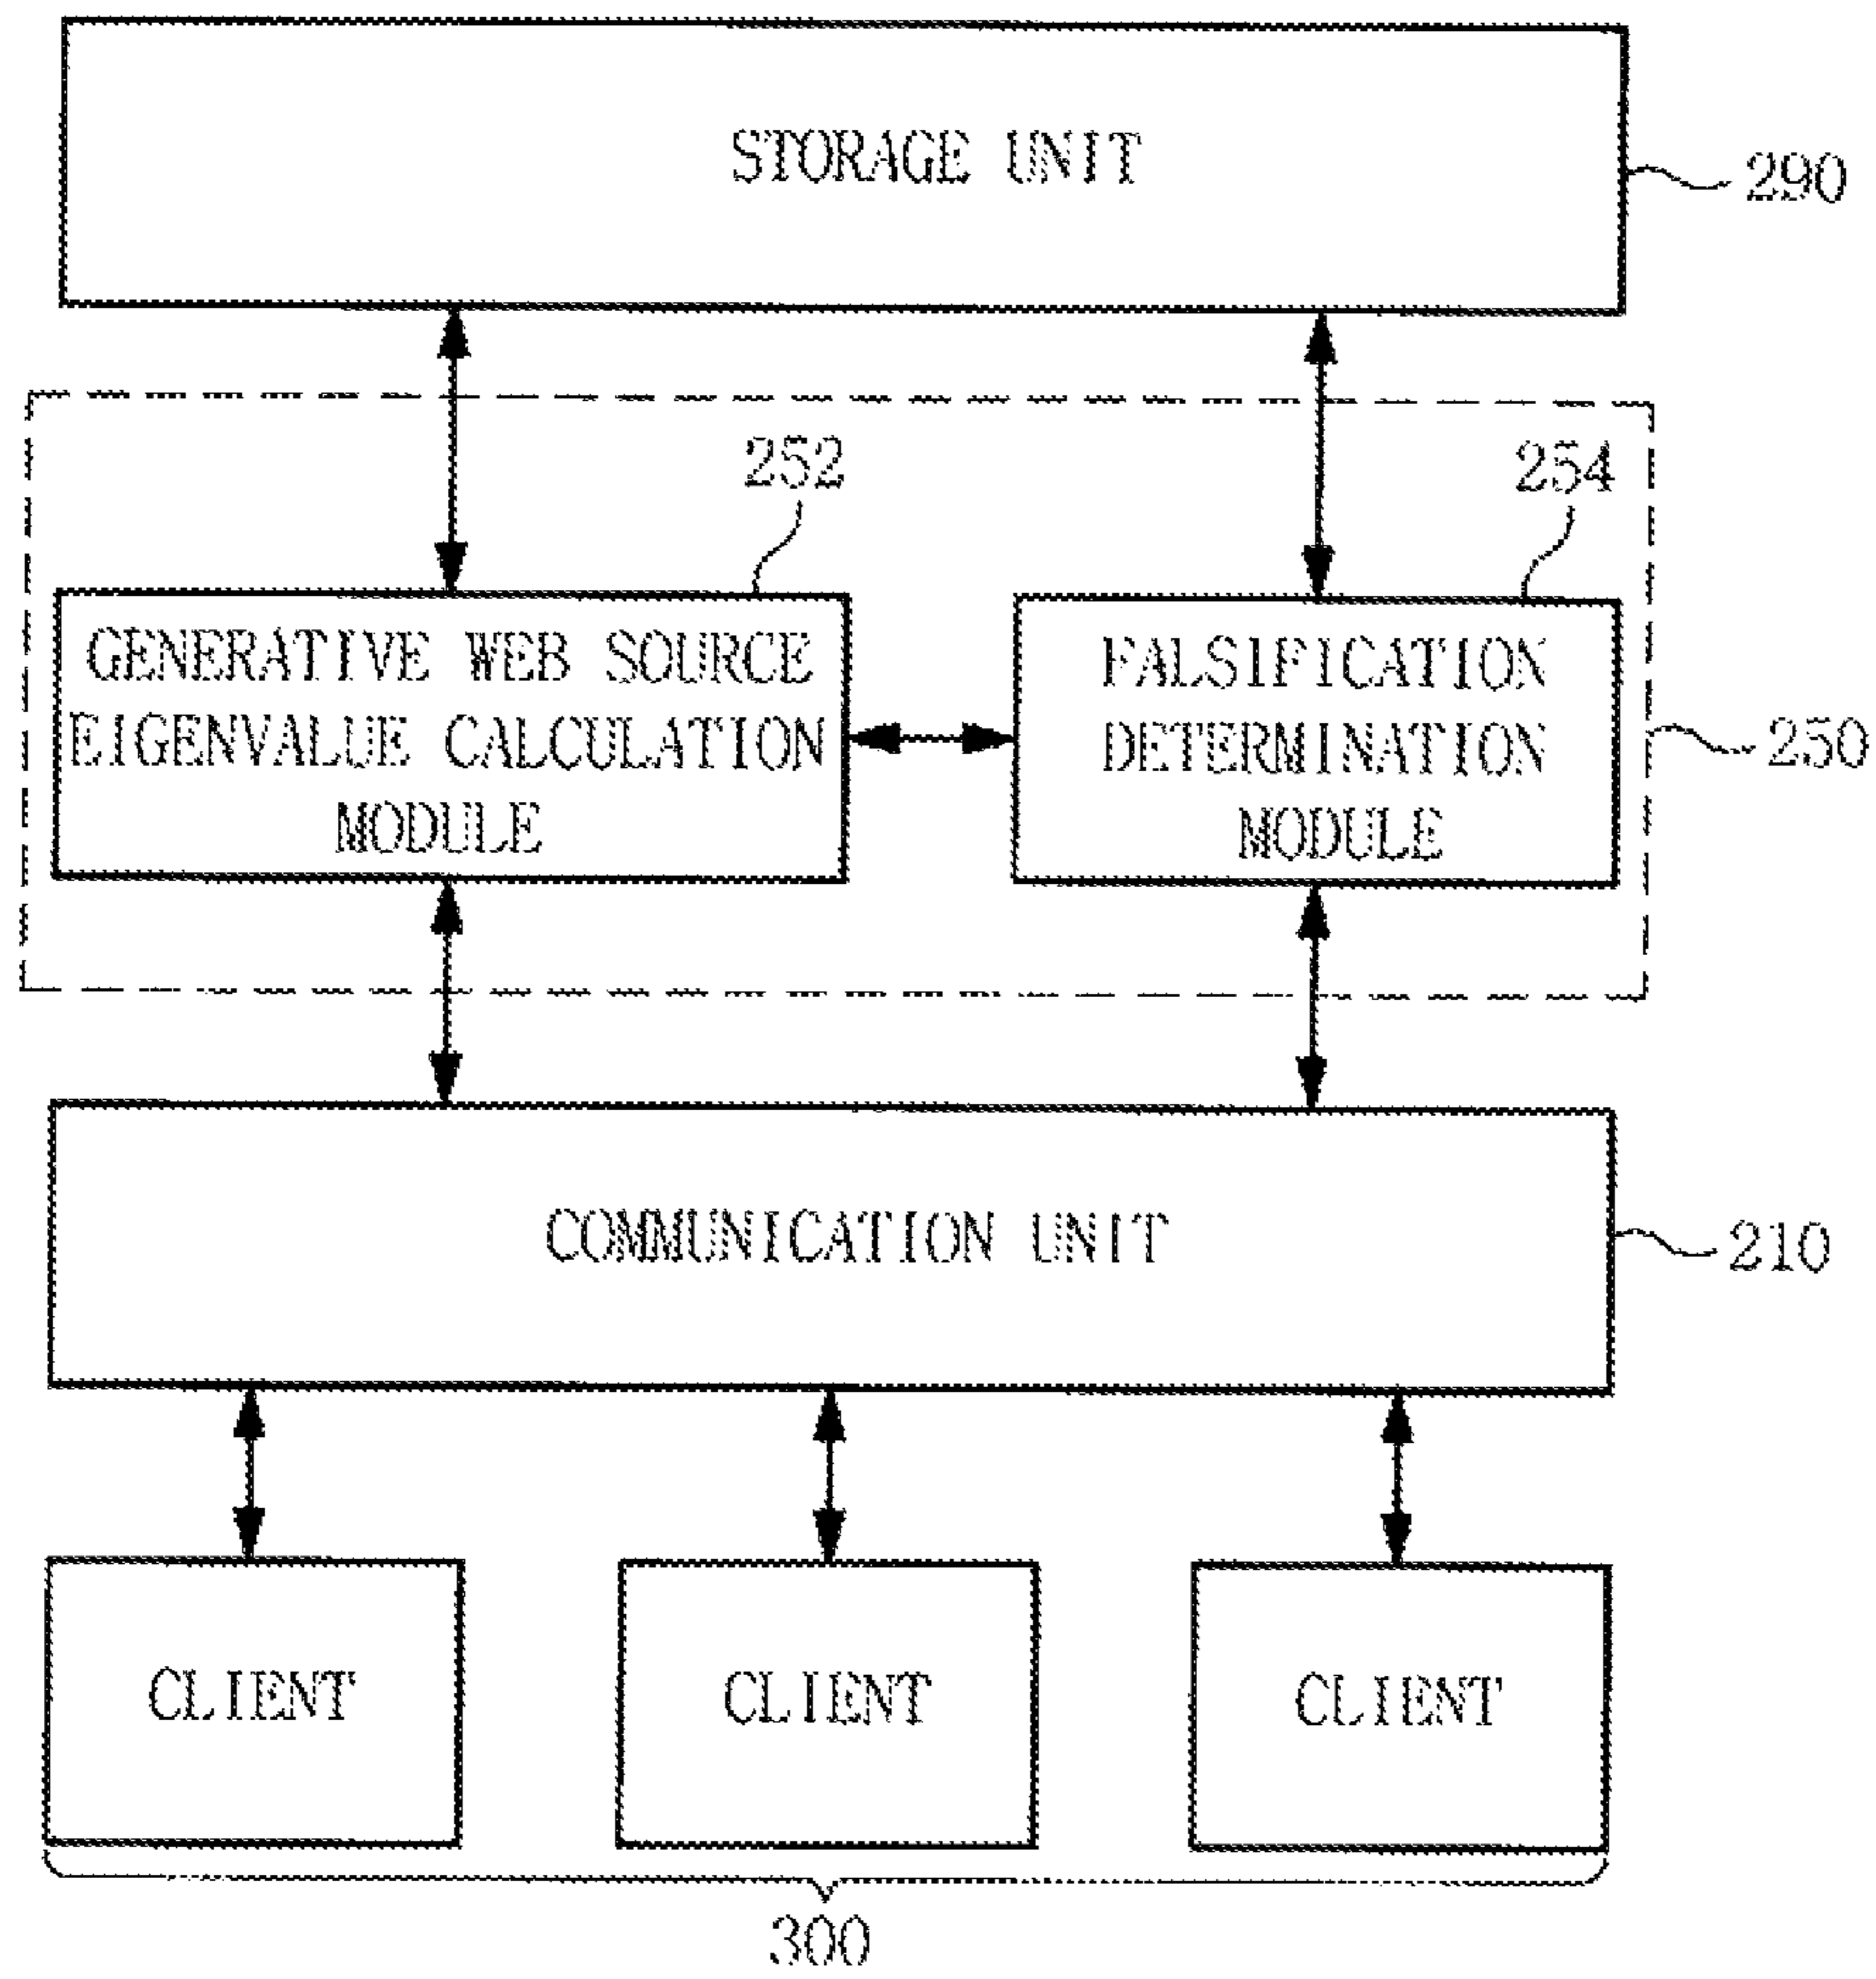 STORAGE UNIT
290
252
254
GENERATIVE WEB SOURCE
EIGENVALUE CALCULATION
MODULE
FALSIFICATION
DETERMINATION
MODULE
250
COMMUNICATION UNIT
210
CLIENT
CLIENT
CLIENT
300